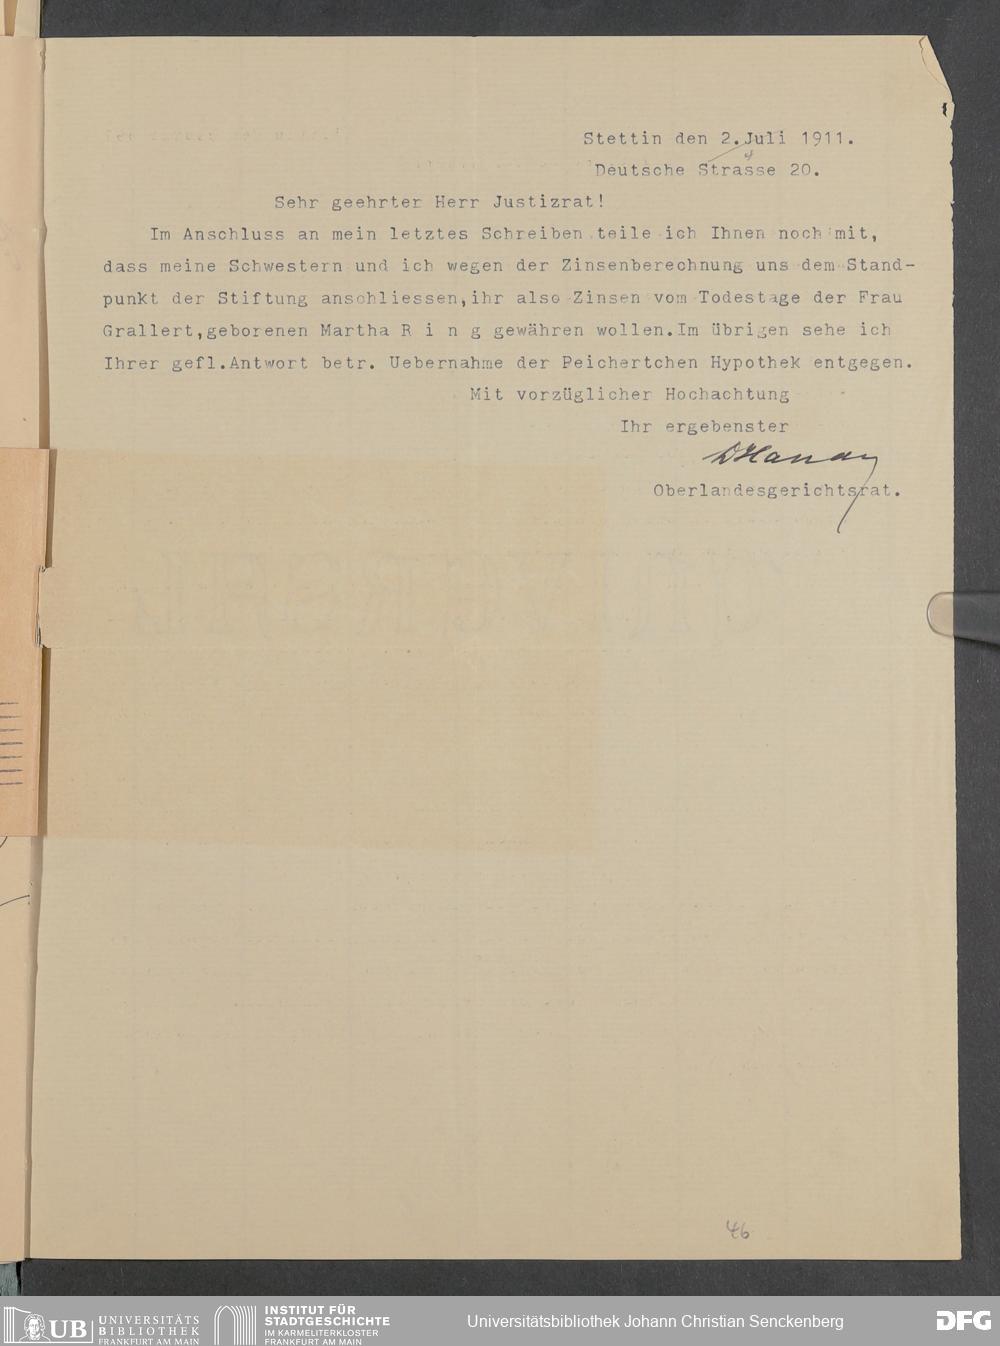 Stettin den 2.Juli 1911.
4
Deutsche Strasse 20.
Sehr geehrter Herr Justizrat!
Im Anschluss an mein letztes Schreiben teile ich Ihnen noch mit,
dass meine Schwestern und ich wegen der Zinsenberechnung uns dem Stand-
punkt der Stiftung anschliessen,ihr also Zinsen vom Todestage der Frau
Grallert,geborenen Martha R i n g gewähren wollen.Im übrigen sehe ich
Ihrer gefl.Antwort betr. Uebernahme der Peichertchen Hypothek entgegen.
Mit vorzüglicher Hochachtung
Ihr ergebenster
Oberlandesgerichtsrat.
46
UB UNIVERSITÄTS
BIBLIOTHEK
FRANKFURT AM MAIN
INSTITUT FÜR
STADTGESCHICHTE
IM KARMELITERKLOSTER
FRANKFURT AM MAIN
Universitätsbibliothek Johann Christian Senckenberg
DFG